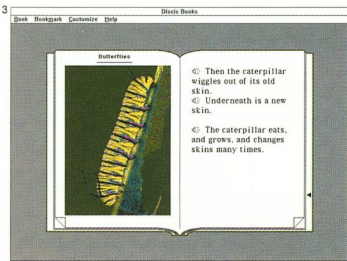 3
Discis Books
Book Bookmark Customize Help
Butterflies
Then the caterpillar
wiggles out of its old
skin.
Underneath is a new
skin.
The caterpillar eats,
and grows, and changes
skins many times.